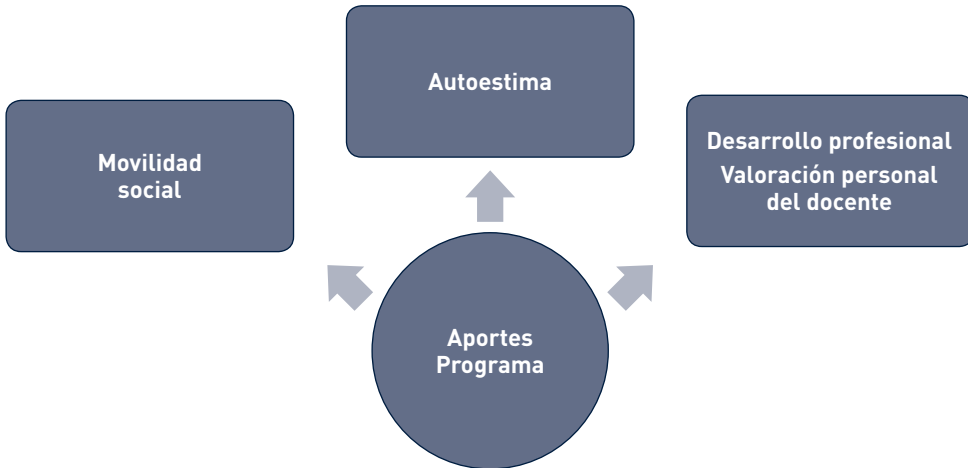 Autoestima
Movilidad
social
Desarrollo profesional
Valoración personal
del docente
Aportes
Programa